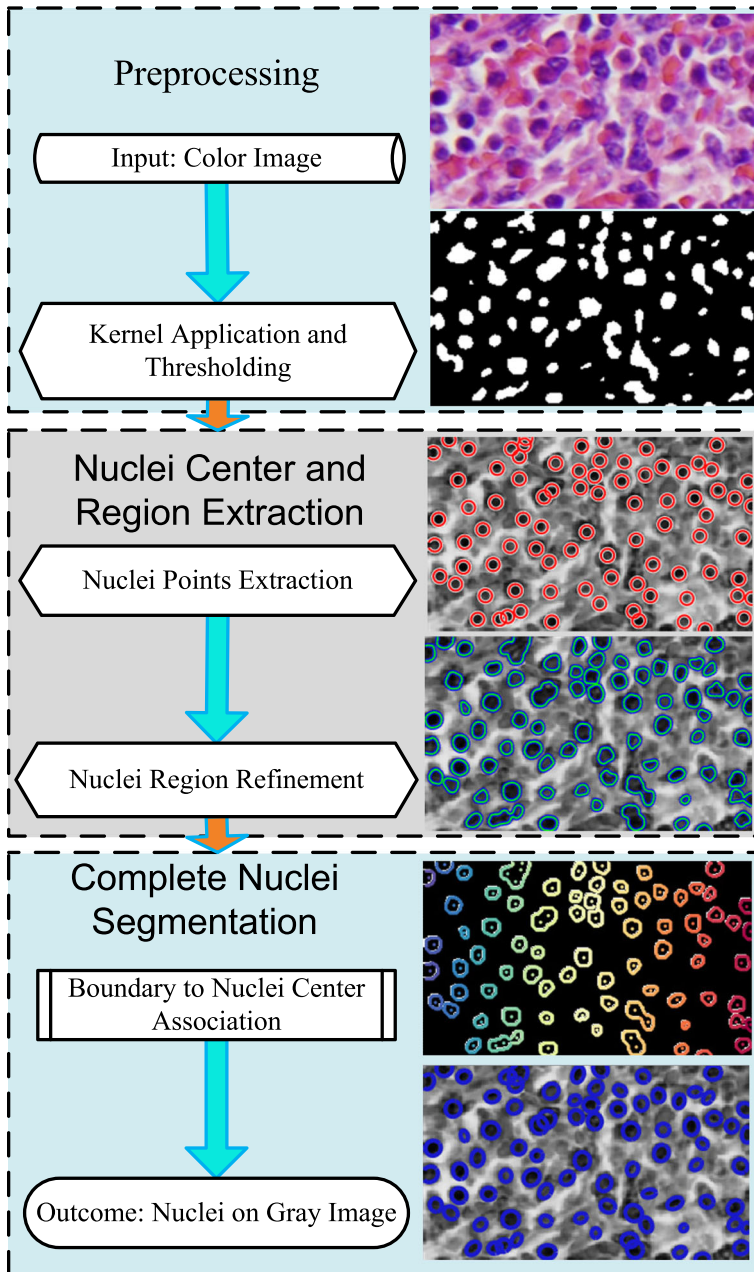 Preprocessing
Input: Color Image
Kernel Application and
Thresholding
Nuclei Center and
Region Extraction
Nuclei Points Extraction
Nuclei Region Refinement
Complete Nuclei
Segmentation
Boundary to Nuclei Center
Association
Outcome: Nuclei on Gray Image